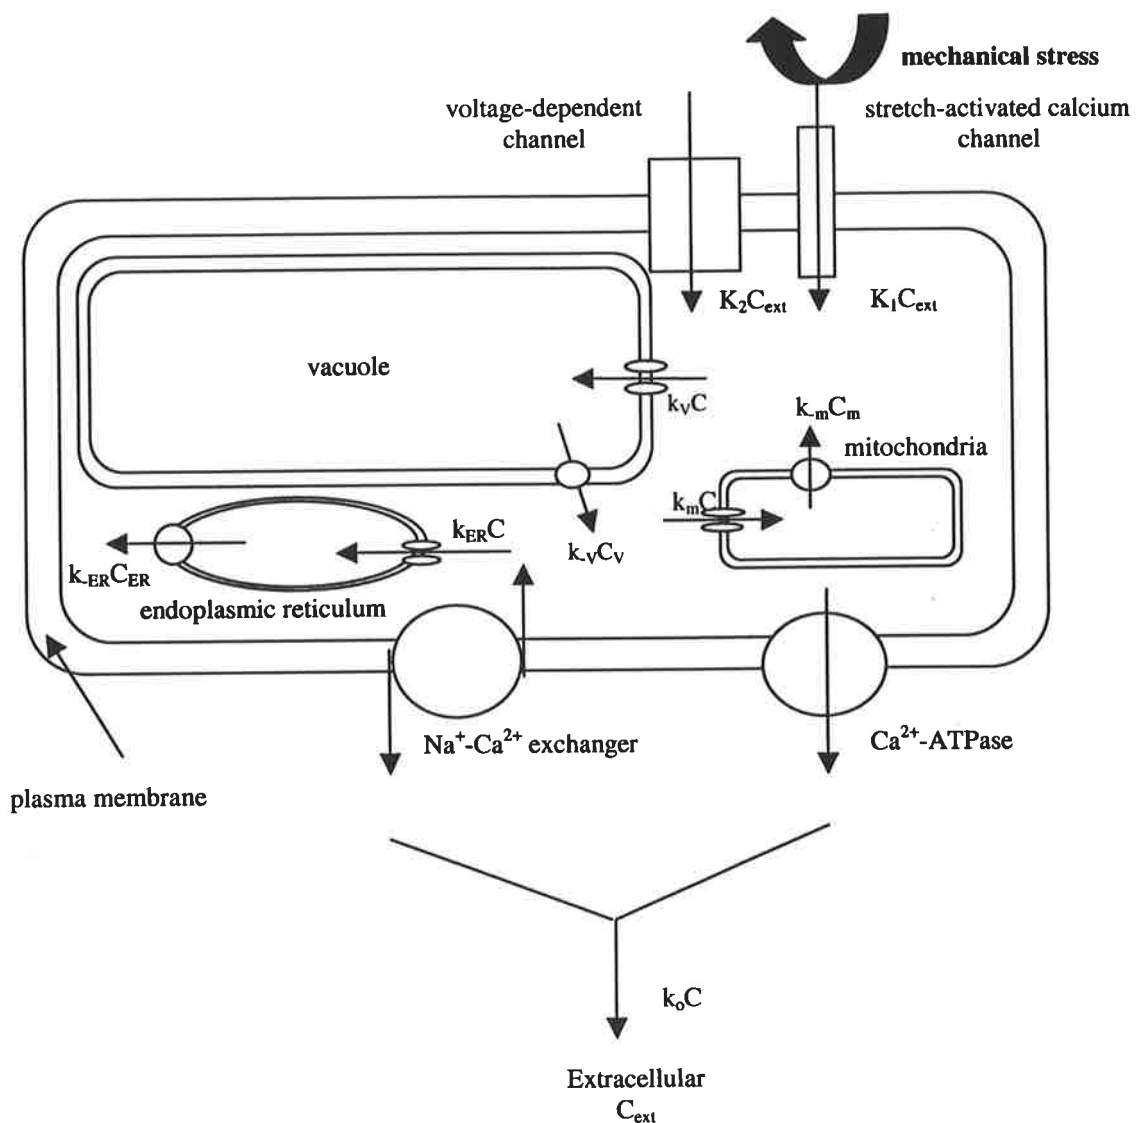 mechanical stress
voltage-dependent
channel
stretch-activated calcium
channel
K₂Cext
K₁Cext
vacuole
kVC
k-mCm
mitochondria
kmC
kERC
k-VCV
k-ERCER
endoplasmic reticulum
Na⁺-Ca²⁺ exchanger
Ca²⁺-ATPase
plasma membrane
koC
Extracellular
Cext